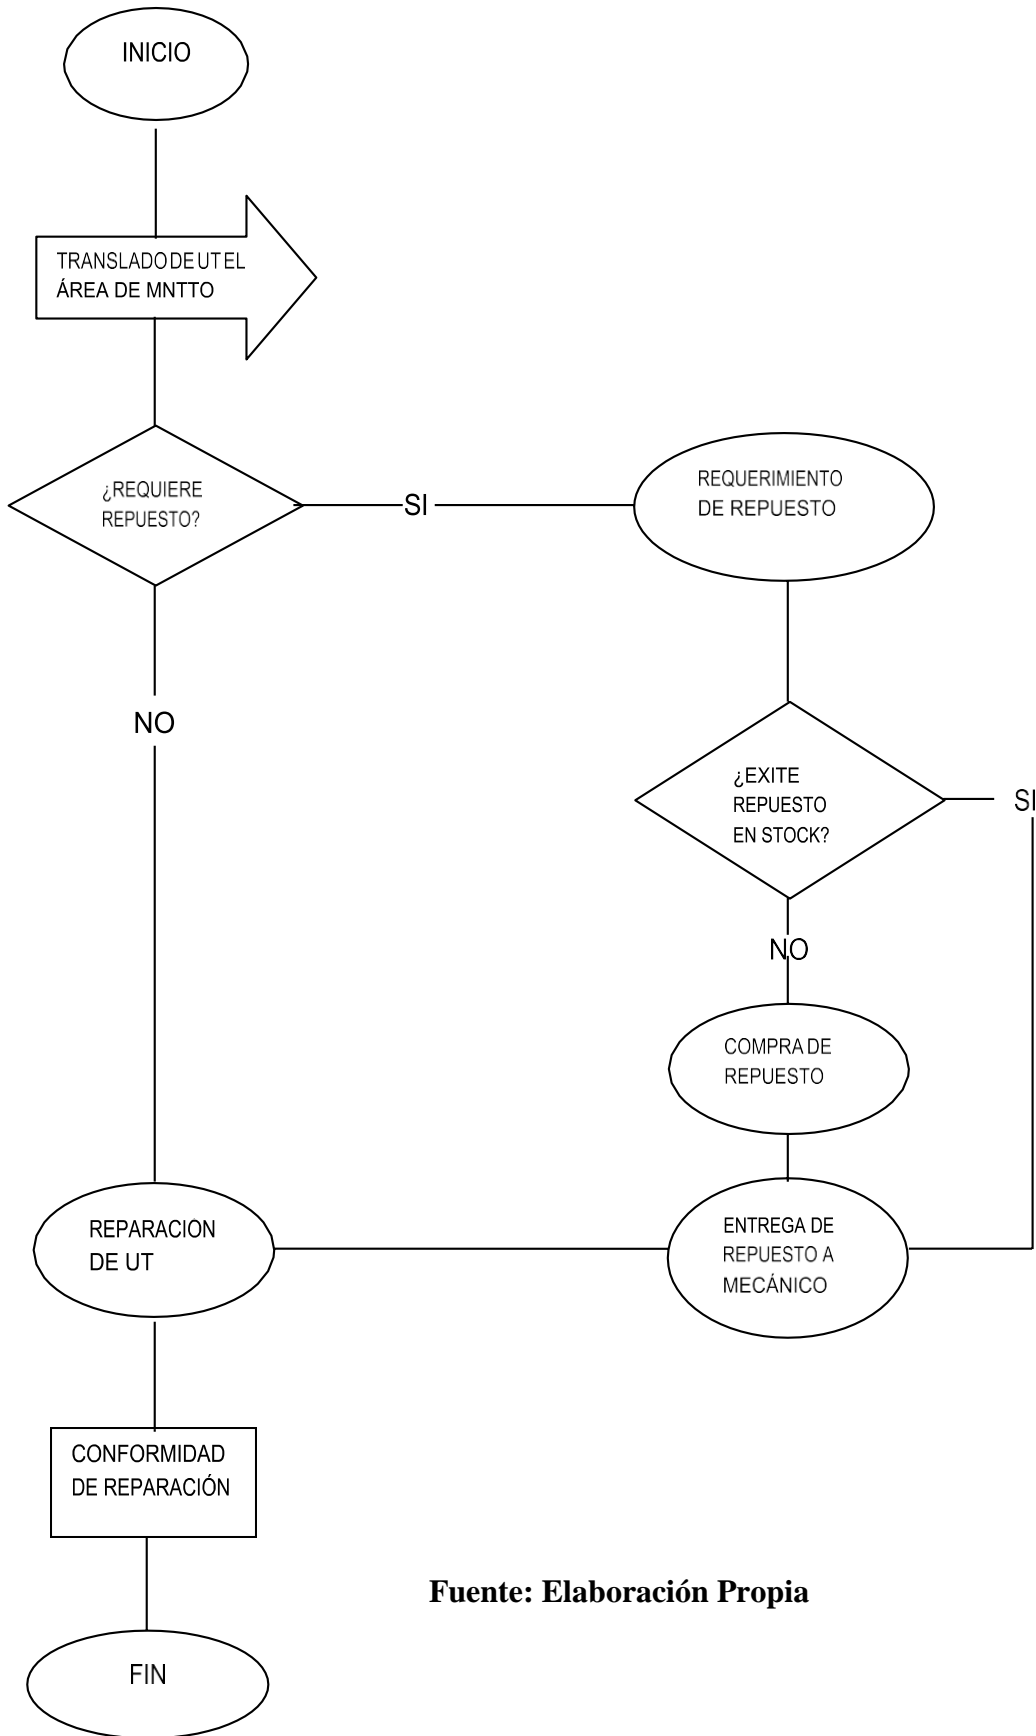 INICIO
TRANSLADO DE UT EL
ÁREA DE MNTTO
¿REQUIERE
REPUESTO?
SI
REQUERIMIENTO
DE REPUESTO
NO
¿EXITE
REPUESTO
EN STOCK?
SI
NO
COMPRA DE
REPUESTO
REPARACIÓN
DE UT
ENTREGA DE
REPUESTO A
MECÁNICO
CONFORMIDAD
DE REPARACIÓN
Fuente: Elaboración Propia
FIN